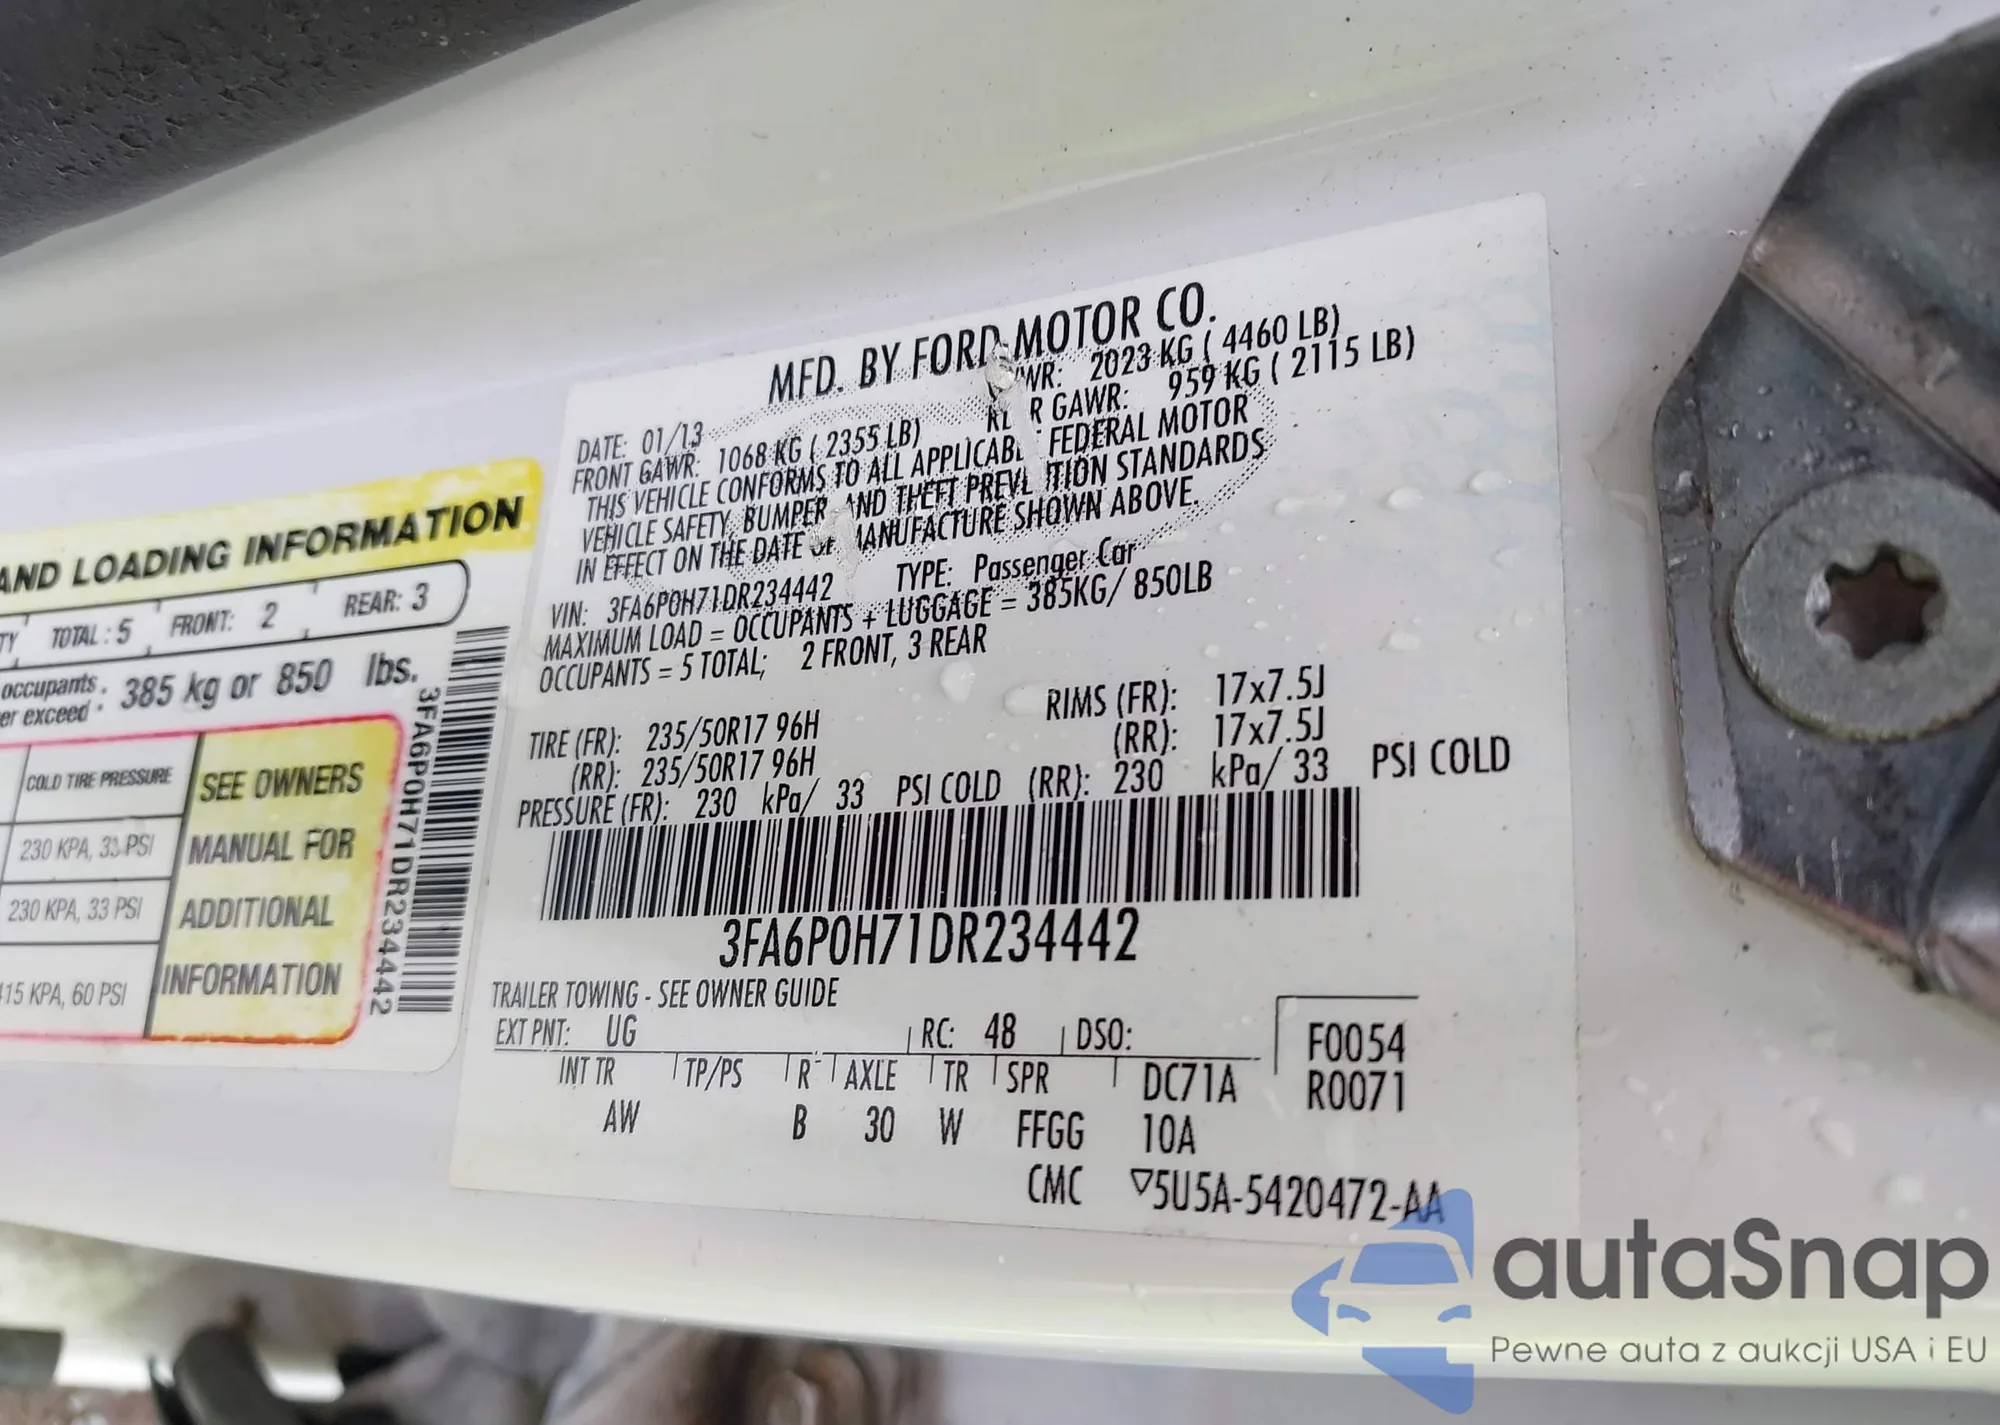 AND LOADING INFORMATION
TOTAL: 5 FRONT: 2 REAR: 3
occupants. 385 kg or 850 lbs.
exceed
COLD TIRE PRESSURE
230 KPA, 33 PSI
230 KPA, 33 PSI
415 KPA, 60 PSI
SEE OWNERS
MANUAL FOR
ADDITIONAL
INFORMATION
3FA6P0H71DR234442
MFD. BY FORD MOTOR CO.
DATE: 01/13 GVWR: 2023 KG ( 4460 LB)
FRONT GAWR: 1068 KG ( 2355 LB) REAR GAWR: 959 KG ( 2115 LB)
THIS VEHICLE CONFORMS TO ALL APPLICABLE FEDERAL MOTOR
VEHICLE SAFETY, BUMPER AND THEFT PREVENTION STANDARDS
IN EFFECT ON THE DATE OF MANUFACTURE SHOWN ABOVE.
VIN: 3FA6P0H71DR234442 TYPE: Passenger Car
MAXIMUM LOAD = OCCUPANTS + LUGGAGE = 385KG/ 850LB
OCCUPANTS = 5 TOTAL; 2 FRONT, 3 REAR
TIRE (FR): 235/50R17 96H RIMS (FR): 17x7.5J
(RR): 235/50R17 96H (RR): 17x7.5J
PRESSURE (FR): 230 kPa/ 33 PSI COLD (RR): 230 kPa/ 33 PSI COLD
3FA6P0H71DR234442
TRAILER TOWING - SEE OWNER GUIDE
EXT PNT: UG RC: 48 DSO: F0054
INT TR TP/PS R AXLE TR SPR DC71A R0071
AW B 30 W FFGG 10A
CMC ▽5U5A-5420472-AA
autaSnap
Pewne auta z aukcji USA i EU